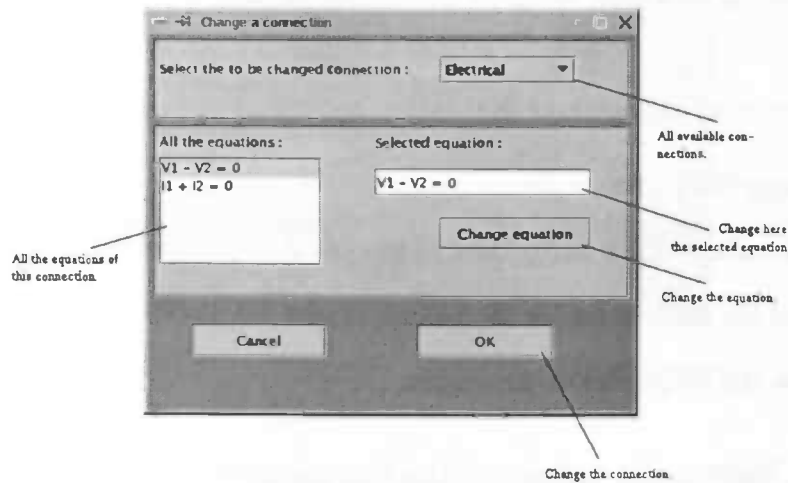 Change a connection
Select the to be changed connection :
Electrical
All available con-
nections.
All the equations :
Selected equation :
V1 - V2 = 0
I1 + I2 = 0
V1 - V2 = 0
Change here
the selected equation
Change equation
All the equations of
this connection
Change the equation
Cancel
OK
Change the connection